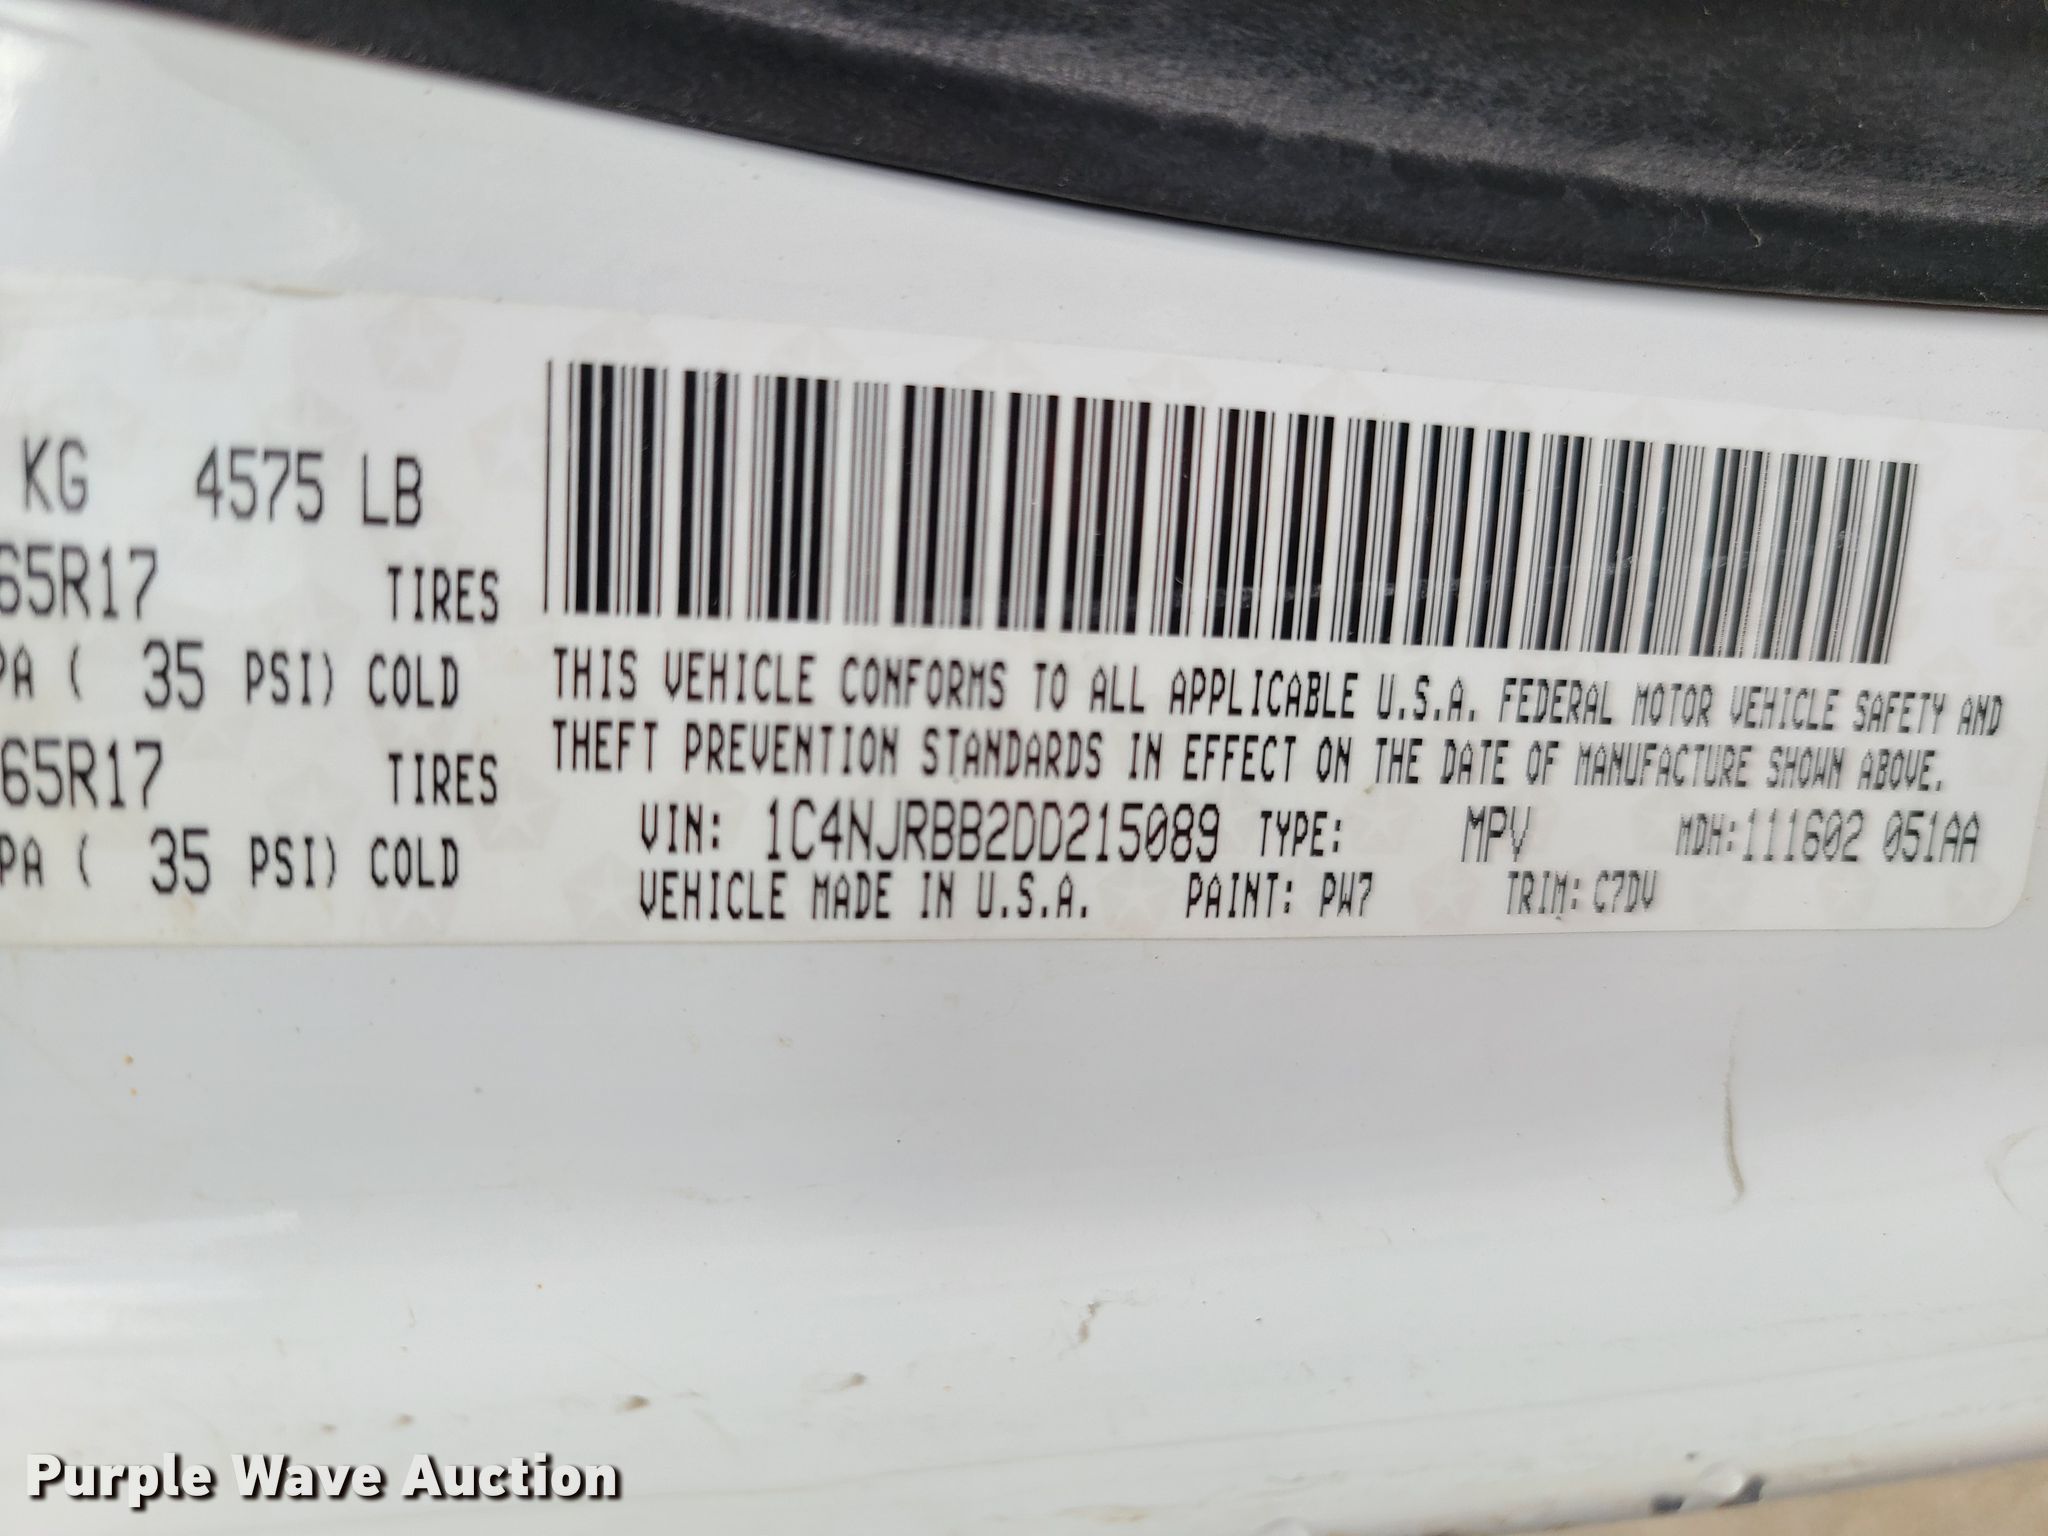 KG 4575 LB
65R17 TIRES
PA ( 35 PSI) COLD
65R17 TIRES
PA ( 35 PSI) COLD
THIS VEHICLE CONFORMS TO ALL APPLICABLE U.S.A. FEDERAL MOTOR VEHICLE SAFETY AND
THEFT PREVENTION STANDARDS IN EFFECT ON THE DATE OF MANUFACTURE SHOWN ABOVE.
VIN: 1C4NJRBB2DD215089 TYPE: MPV MDH:111602 051AA
VEHICLE MADE IN U.S.A. PAINT: PW7 TRIM: C7DV
Purple Wave Auction